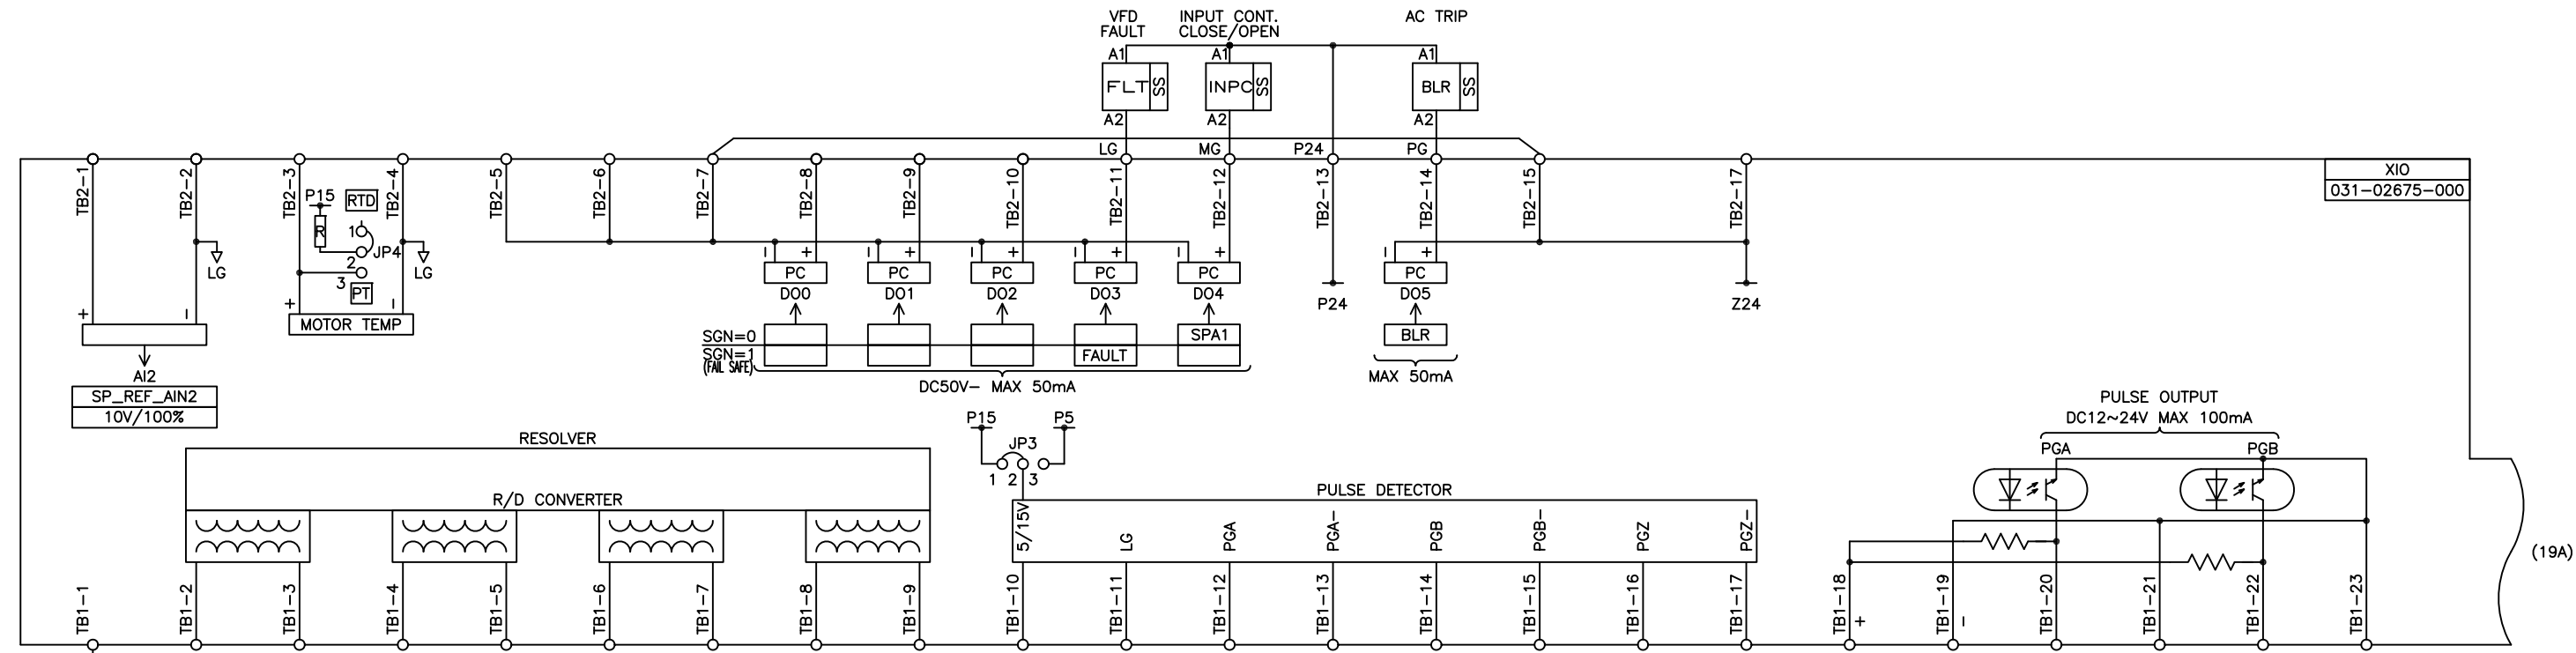 VFD FAULT
INPUT CONT. CLOSE/OPEN
AC TRIP
A1
A1
A1
FLT SS
INPC SS
BLR SS
A2
A2
A2
LG
MG
P24
PG
TB2-1
TB2-2
TB2-3
TB2-4
TB2-5
TB2-6
TB2-7
TB2-8
TB2-9
TB2-10
TB2-11
TB2-12
TB2-13
TB2-14
TB2-15
TB2-17
XIO
031-02675-000
P15
RTD
R
1
JP4
2
3
PT
LG
LG
+ -
+ -
MOTOR TEMP
- +
- +
- +
- +
- +
- +
PC
PC
PC
PC
PC
PC
DO0
DO1
DO2
DO3
DO4
DO5
P24
Z24
SGN=0
SPA1
BLR
SGN=1
FAULT
(FAIL SAFE)
DC50V- MAX 50mA
MAX 50mA
AI2
SP_REF_AIN2
10V/100%
P15
P5
JP3
1 2 3
RESOLVER
R/D CONVERTER
PULSE DETECTOR
5/15V
LG
PGA
PGA-
PGB
PGB-
PGZ
PGZ-
PULSE OUTPUT
DC12~24V MAX 100mA
PGA
PGB
(19A)
TB1-1
TB1-2
TB1-3
TB1-4
TB1-5
TB1-6
TB1-7
TB1-8
TB1-9
TB1-10
TB1-11
TB1-12
TB1-13
TB1-14
TB1-15
TB1-16
TB1-17
TB1-18
+
TB1-19
-
TB1-20
TB1-21
TB1-22
TB1-23